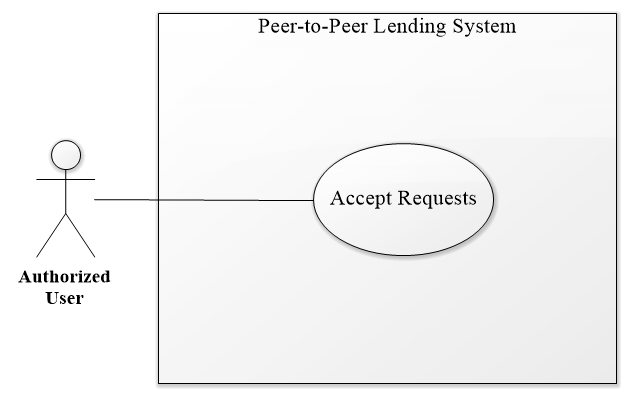 Peer-to-Peer Lending System
Accept Requests
Authorized
User